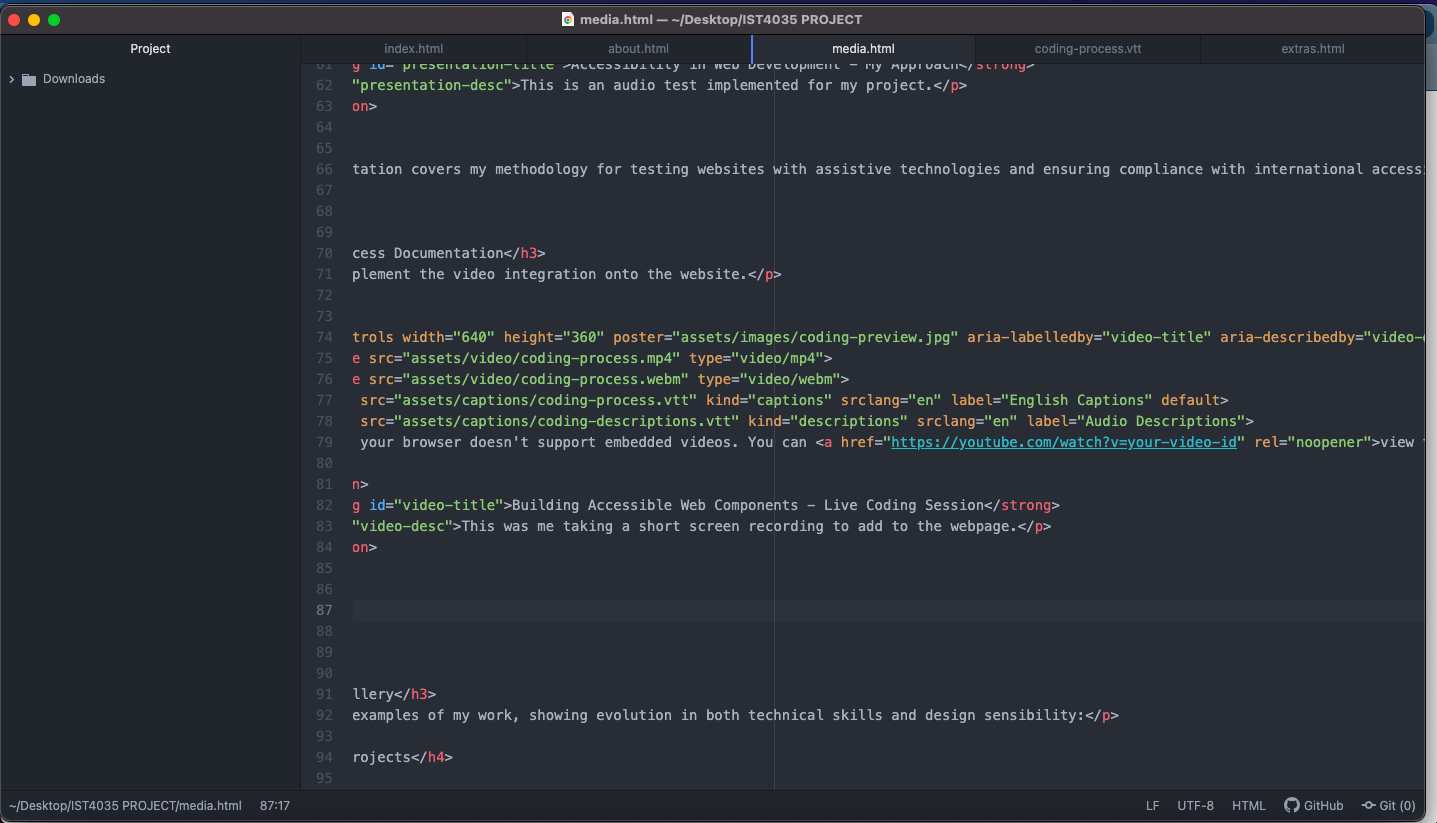 media.html — ~/Desktop/IST4035 PROJECT
Project
index.html
about.html
media.html
coding-process.vtt
extras.html
Downloads
61 g id="presentation-title">Accessibility in Web Development – My Approach</strong>
62 "presentation-desc">This is an audio test implemented for my project.</p>
63 on>
64
65
66 tation covers my methodology for testing websites with assistive technologies and ensuring compliance with international access
67
68
69
70 cess Documentation</h3>
71 plement the video integration onto the website.</p>
72
73
74 trols width="640" height="360" poster="assets/images/coding-preview.jpg" aria-labelledby="video-title" aria-describedby="video-
75 e src="assets/video/coding-process.mp4" type="video/mp4">
76 e src="assets/video/coding-process.webm" type="video/webm">
77 src="assets/captions/coding-process.vtt" kind="captions" srclang="en" label="English Captions" default>
78 src="assets/captions/coding-descriptions.vtt" kind="descriptions" srclang="en" label="Audio Descriptions">
79 your browser doesn't support embedded videos. You can <a href="https://youtube.com/watch?v=your-video-id" rel="noopener">view
80
81 n>
82 g id="video-title">Building Accessible Web Components – Live Coding Session</strong>
83 "video-desc">This was me taking a short screen recording to add to the webpage.</p>
84 on>
85
86
87
88
89
90
91 llery</h3>
92 examples of my work, showing evolution in both technical skills and design sensibility:</p>
93
94 rojects</h4>
95
~/Desktop/IST4035 PROJECT/media.html 87:17 LF UTF-8 HTML GitHub Git (0)